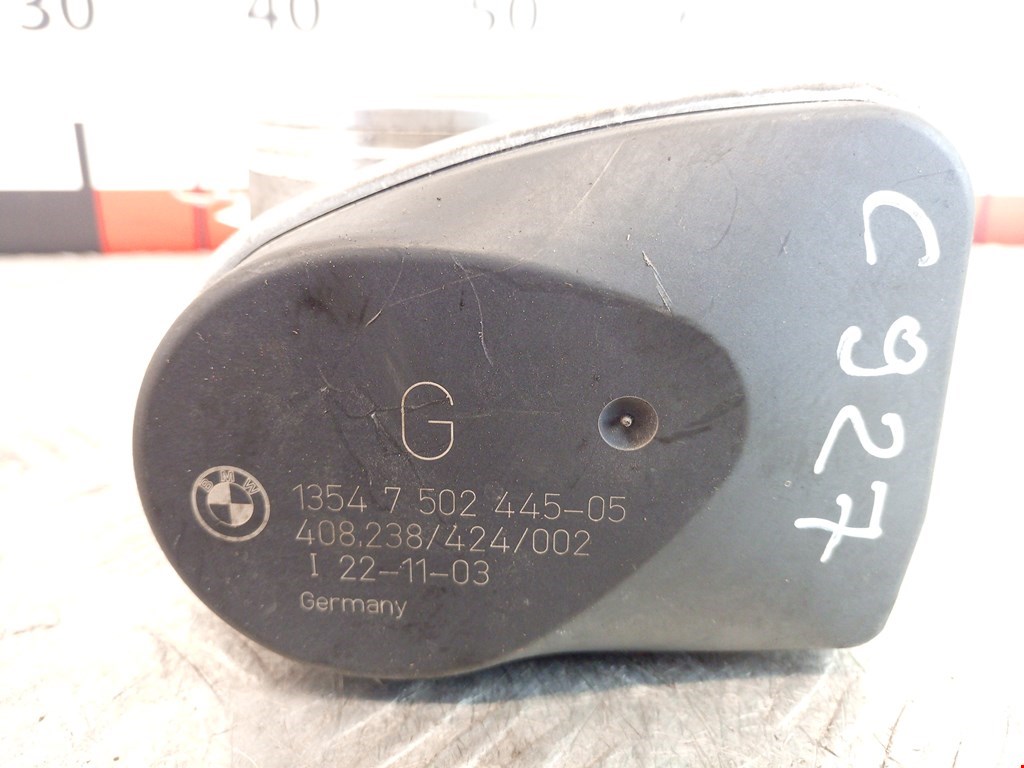 30 40 50
G
BMW
1354 7 502 445-05
408.238/424/002
I 22-11-03
Germany
C927